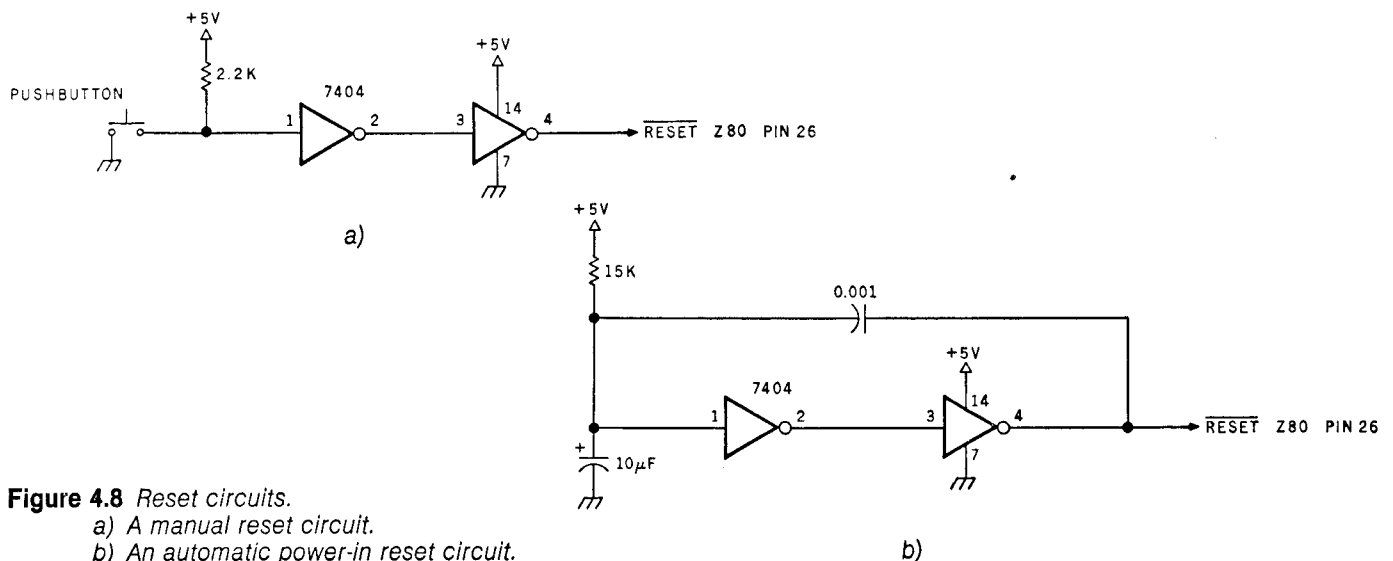 +5V
2.2K
PUSHBUTTON
7404
1
2
+5V
14
3
4
7
RESET Z80 PIN 26
a)
+5V
15K
0.001
+5V
7404
14
1
2
3
4
7
RESET Z80 PIN 26
+
10µF
Figure 4.8 Reset circuits.
a) A manual reset circuit.
b) An automatic power-in reset circuit.
b)